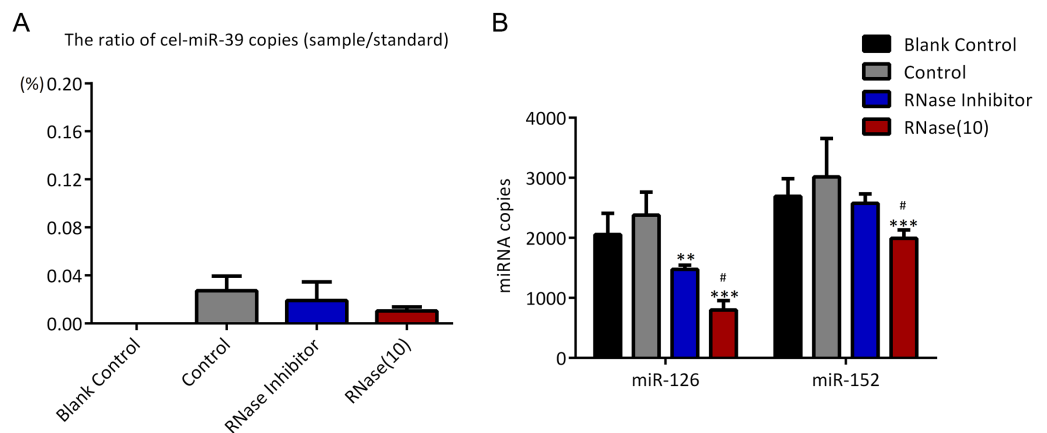 A
The ratio of cel-miR-39 copies (sample/standard)
(%)
0.20
0.16
0.12
0.08
0.04
0.00
Blank Control
Control
RNase Inhibitor
RNase(10)
B
Blank Control
Control
RNase Inhibitor
RNase(10)
miRNA copies
4000
3000
2000
1000
0
**
#
***
#
***
miR-126
miR-152